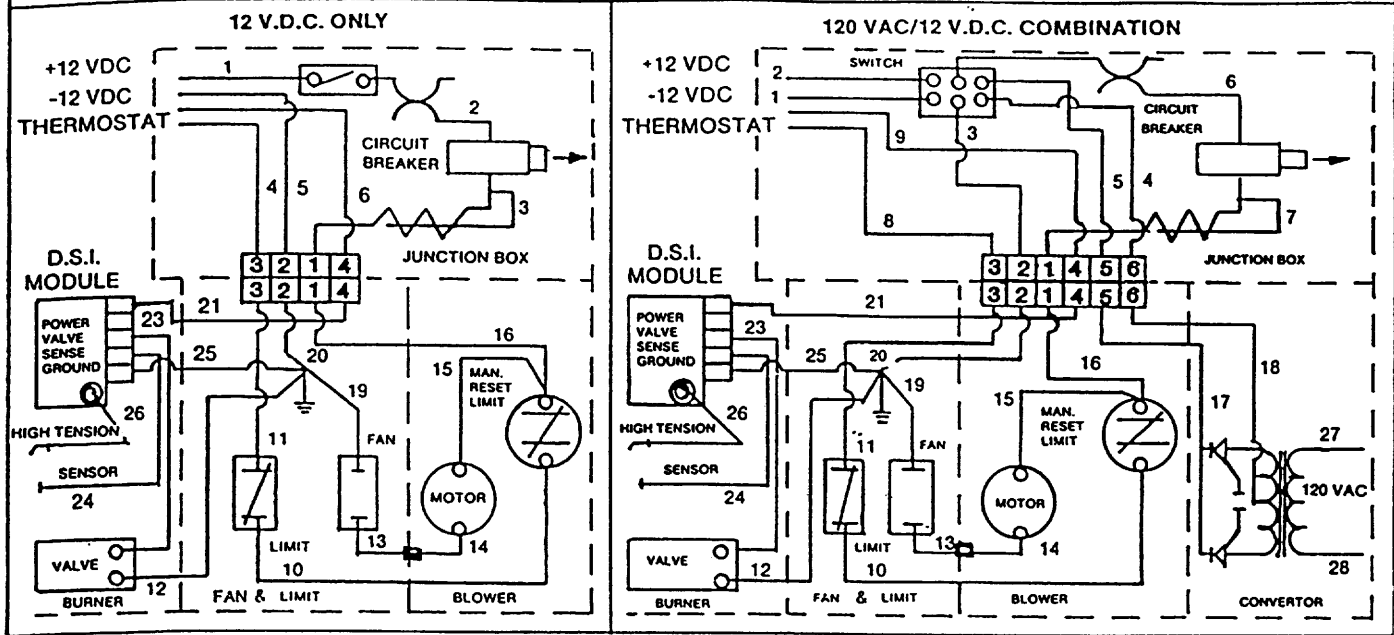 12 V.D.C. ONLY
+12 VDC
-12 VDC
THERMOSTAT
1
2
CIRCUIT
BREAKER
3
4
5
6
JUNCTION BOX
3 2 1 4
3 2 1 4
D.S.I.
MODULE
POWER
VALVE
SENSE
GROUND
23
21
25
20
19
16
15
MAN.
RESET
LIMIT
26
HIGH TENSION
SENSOR
24
11
FAN
MOTOR
LIMIT
13
14
10
VALVE
12
BURNER
FAN & LIMIT
BLOWER
120 VAC/12 V.D.C. COMBINATION
SWITCH
+12 VDC
-12 VDC
THERMOSTAT
2
1
9
3
6
CIRCUIT
BREAKER
5
4
8
7
JUNCTION BOX
3 2 1 4 5 6
3 2 1 4 5 6
D.S.I.
MODULE
POWER
VALVE
SENSE
GROUND
23
21
25
20
19
16
15
MAN.
RESET
LIMIT
18
17
26
HIGH TENSION
SENSOR
24
11
FAN
MOTOR
27
120 VAC
28
LIMIT
13
14
10
VALVE
12
BURNER
FAN & LIMIT
BLOWER
CONVERTOR